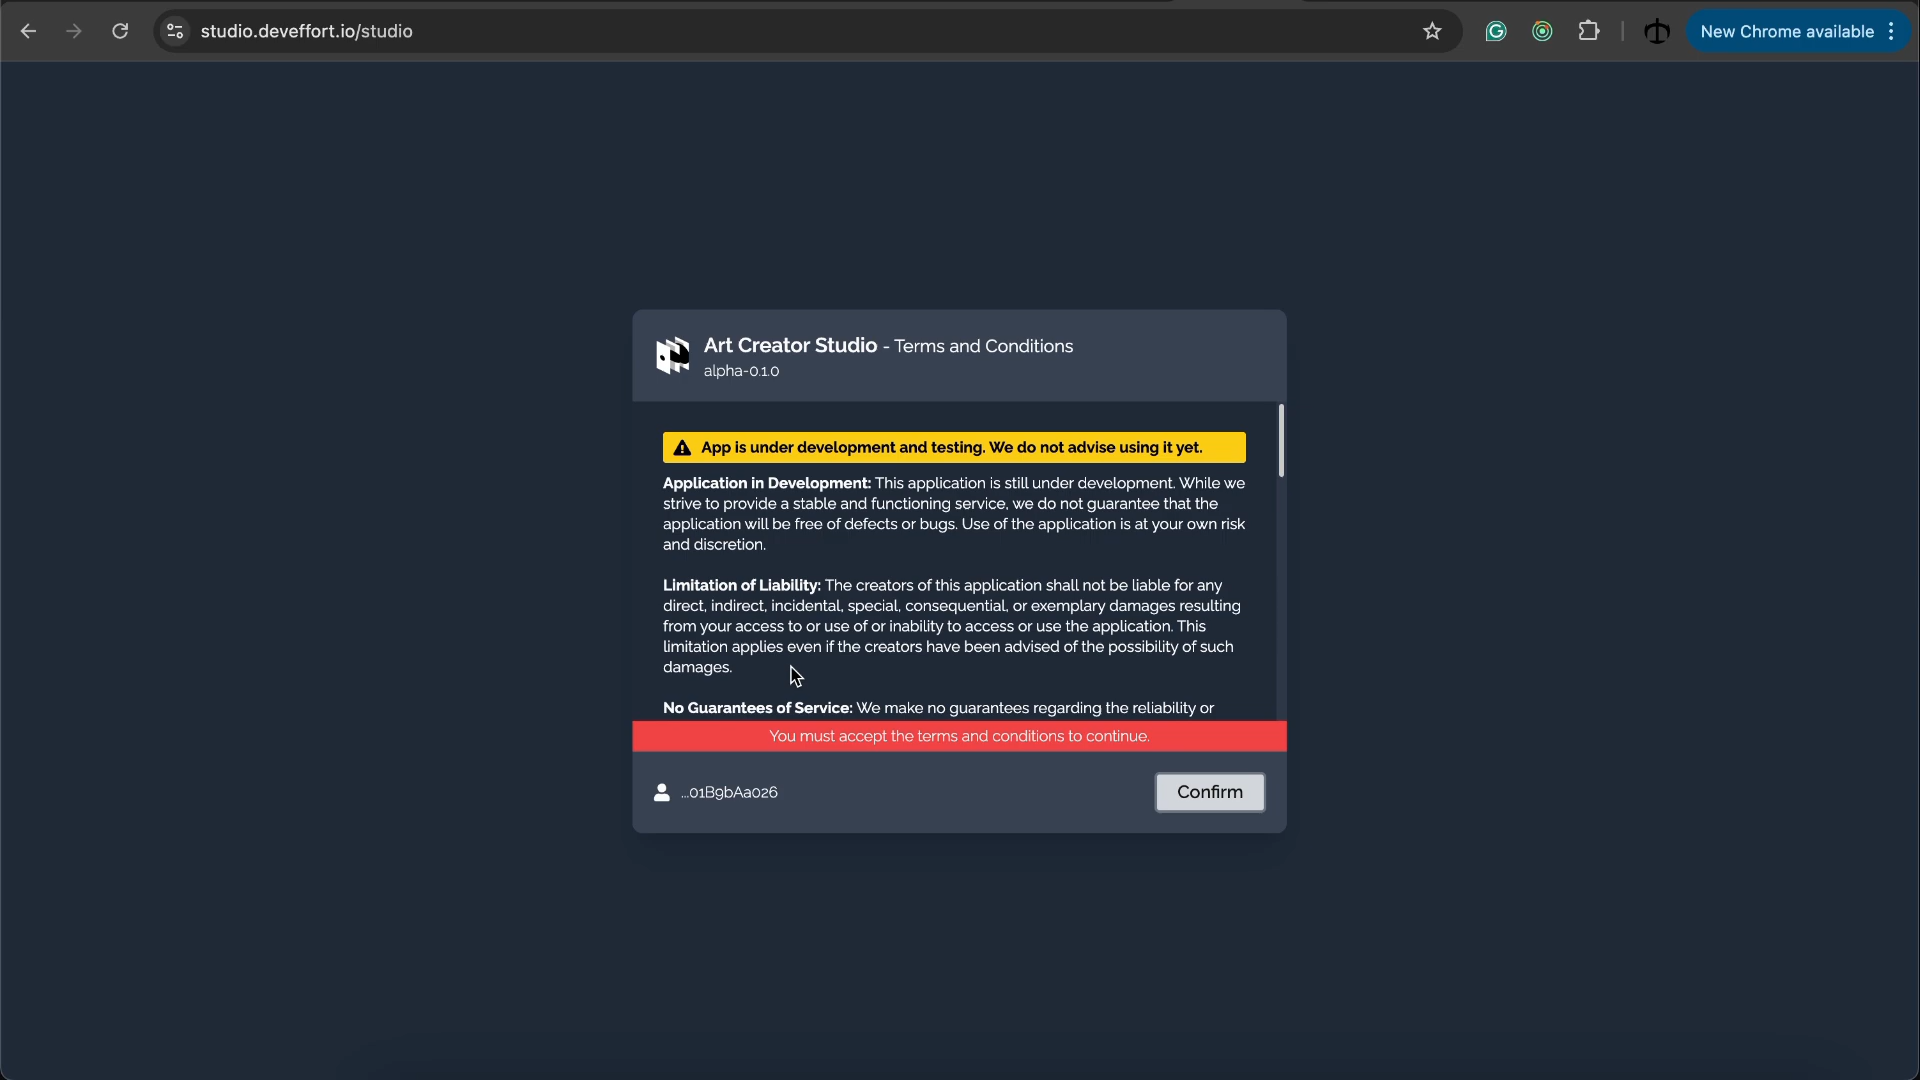 studio.deveffort.io/studio
New Chrome available
Art Creator Studio - Terms and Conditions
alpha-0.1.0
App is under development and testing. We do not advise using it yet.
Application in Development: This application is still under development. While we
strive to provide a stable and functioning service, we do not guarantee that the
application will be free of defects or bugs. Use of the application is at your own risk
and discretion.
Limitation of Liability: The creators of this application shall not be liable for any
direct, indirect, incidental, special, consequential, or exemplary damages resulting
from your access to or use of or inability to access or use the application. This
limitation applies even if the creators have been advised of the possibility of such
damages.
No Guarantees of Service: We make no guarantees regarding the reliability or
You must accept the terms and conditions to continue.
...01B9bAa026
Confirm